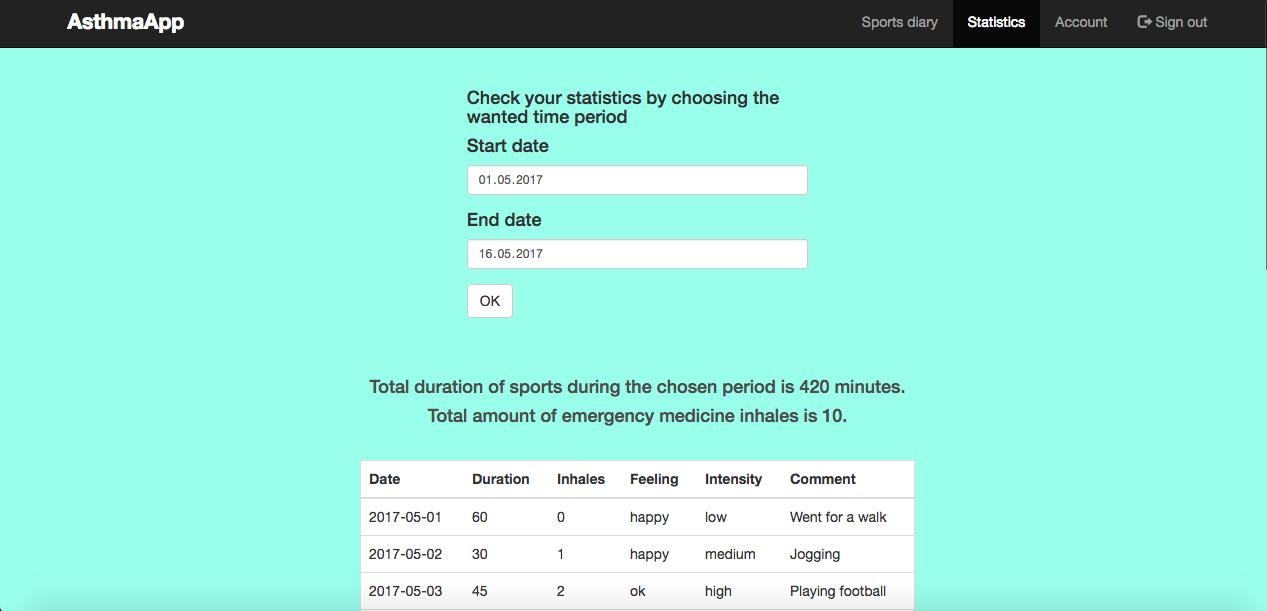 AsthmaApp Sports diary Statistics Account Sign out
Check your statistics by choosing the
wanted time period
Start date
01.05.2017
End date
16.05.2017
OK
Total duration of sports during the chosen period is 420 minutes.
Total amount of emergency medicine inhales is 10.
Date Duration Inhales Feeling Intensity Comment
2017-05-01 60 0 happy low Went for a walk
2017-05-02 30 1 happy medium Jogging
2017-05-03 45 2 ok high Playing football